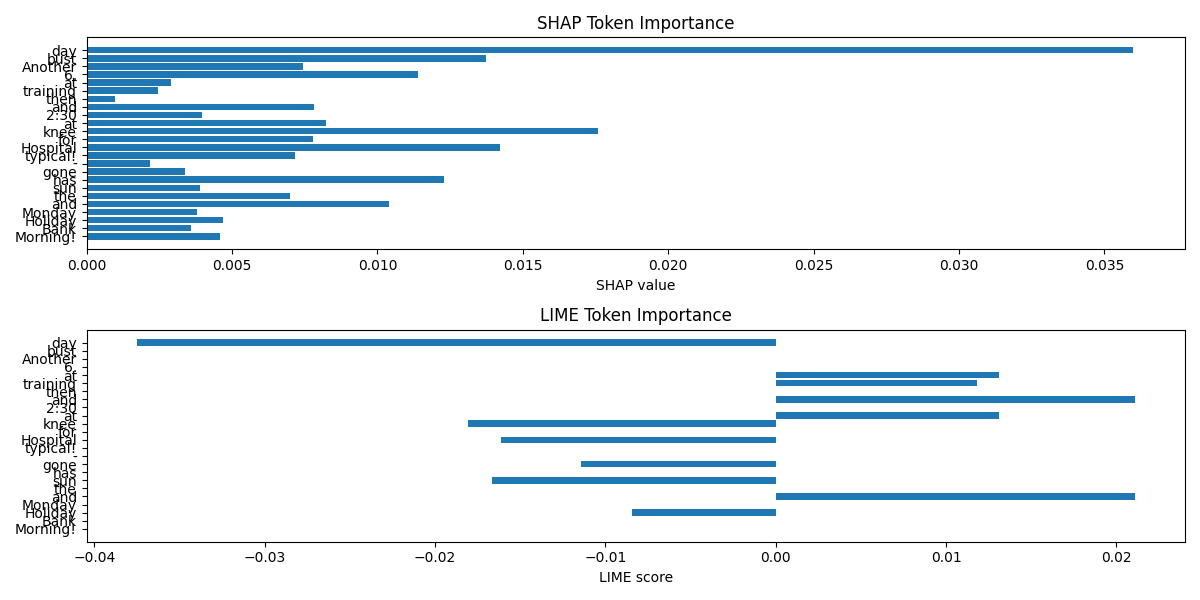 SHAP Token Importance
day
bust
Another
6.
at
training
then
and
2:30
at
knee
for
Hospital
typical!
-
gone
has
sun
the
and
Monday
Holiday
Bank
Morning!
0.000 0.005 0.010 0.015 0.020 0.025 0.030 0.035
SHAP value
LIME Token Importance
day
bust
Another
6.
at
training
then
and
2:30
at
knee
for
Hospital
typical!
-
gone
has
sun
the
and
Monday
Holiday
Bank
Morning!
−0.04 −0.03 −0.02 −0.01 0.00 0.01 0.02
LIME score